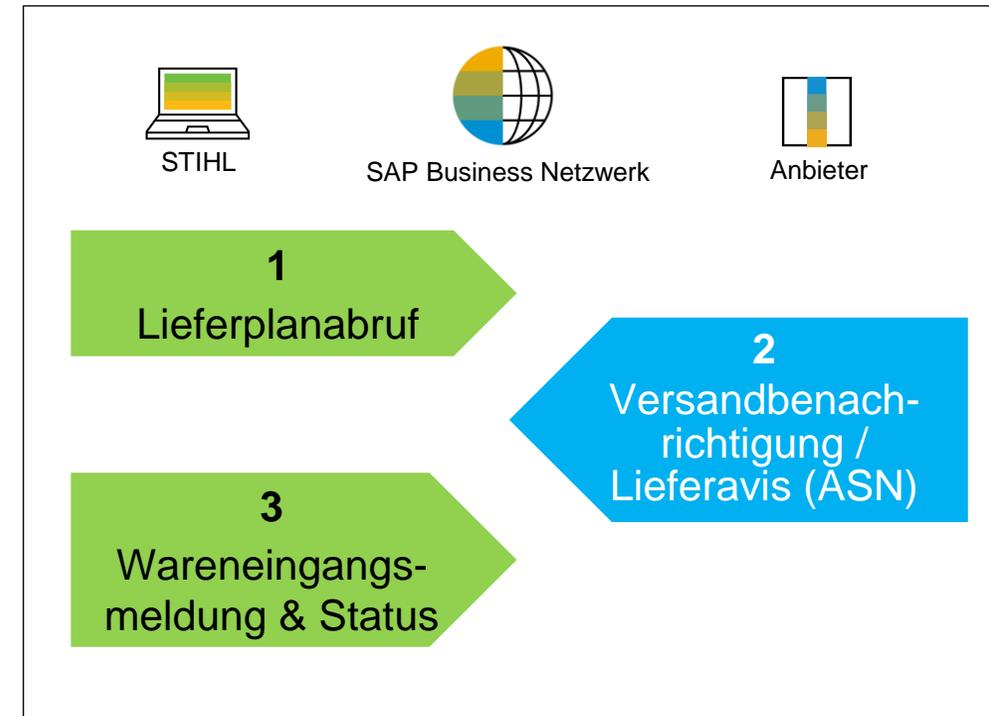 STIHL
SAP Business Netzwerk
Anbieter
1
Lieferplanabruf
2
Versandbenach-
richtigung /
Lieferavis (ASN)
3
Wareneingangs-
meldung & Status